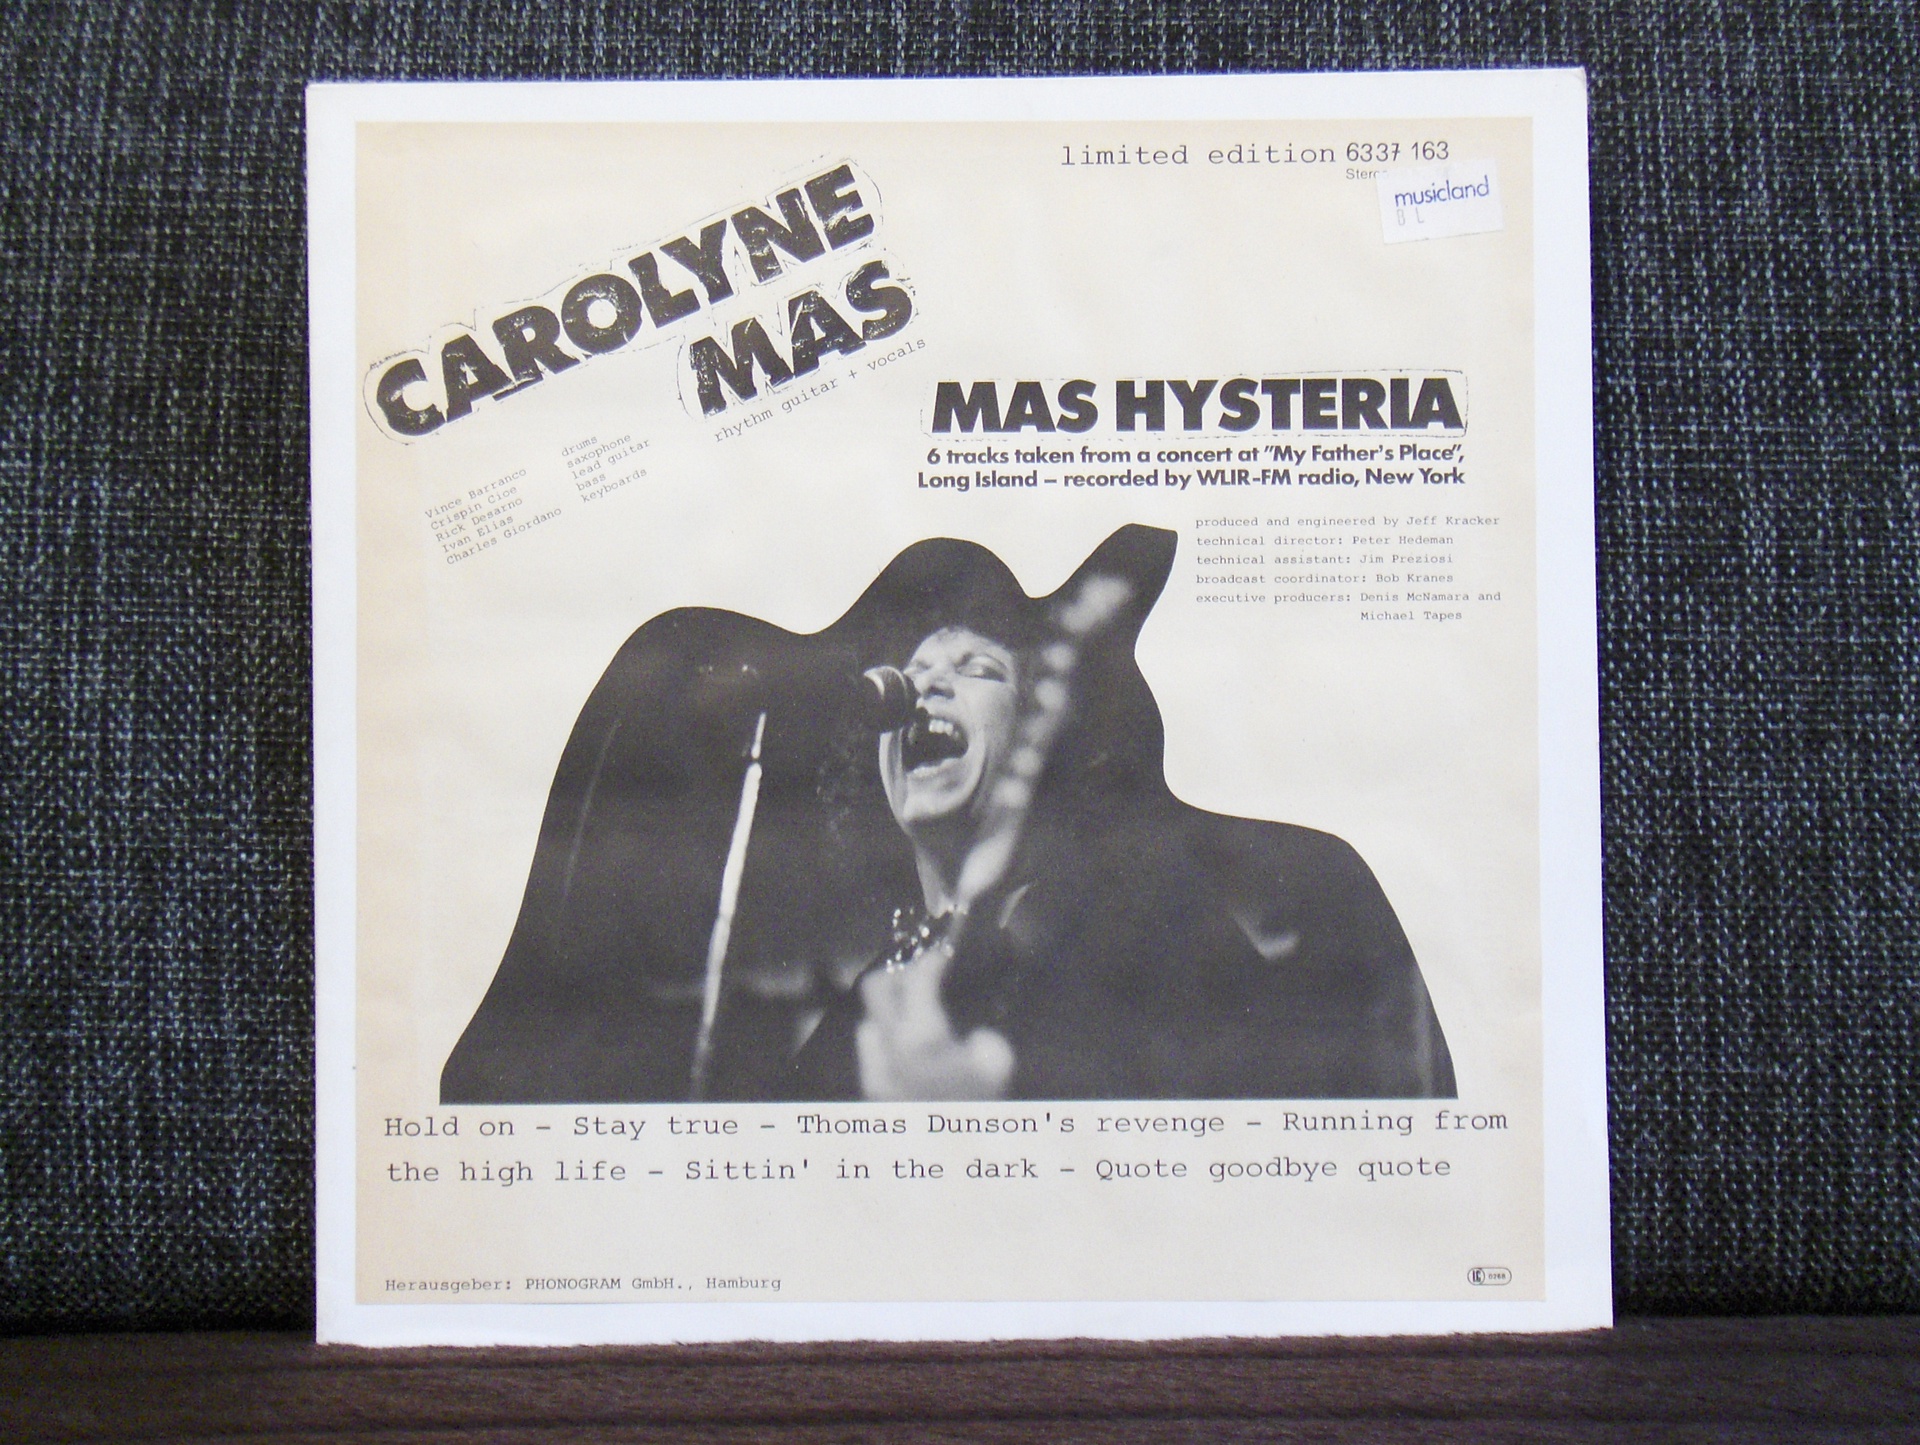 limited edition 6337 163
musicland
B L
CAROLYNE
MAS
rhythm guitar + vocals
Vince Barranco drums
Crispin Cioe saxophone
Rick Desarno lead guitar
Ivan Elias bass
Charles Giordano keyboards
MAS HYSTERIA
6 tracks taken from a concert at "My Father's Place",
Long Island – recorded by WLIR-FM radio, New York
produced and engineered by Jeff Kracker
technical director: Peter Hedeman
technical assistant: Jim Preziosi
broadcast coordinator: Bob Kranes
executive producers: Denis McNamara and
Michael Tapes
Hold on - Stay true - Thomas Dunson's revenge - Running from
the high life - Sittin' in the dark - Quote goodbye quote
Herausgeber: PHONOGRAM GmbH., Hamburg
LC 0268